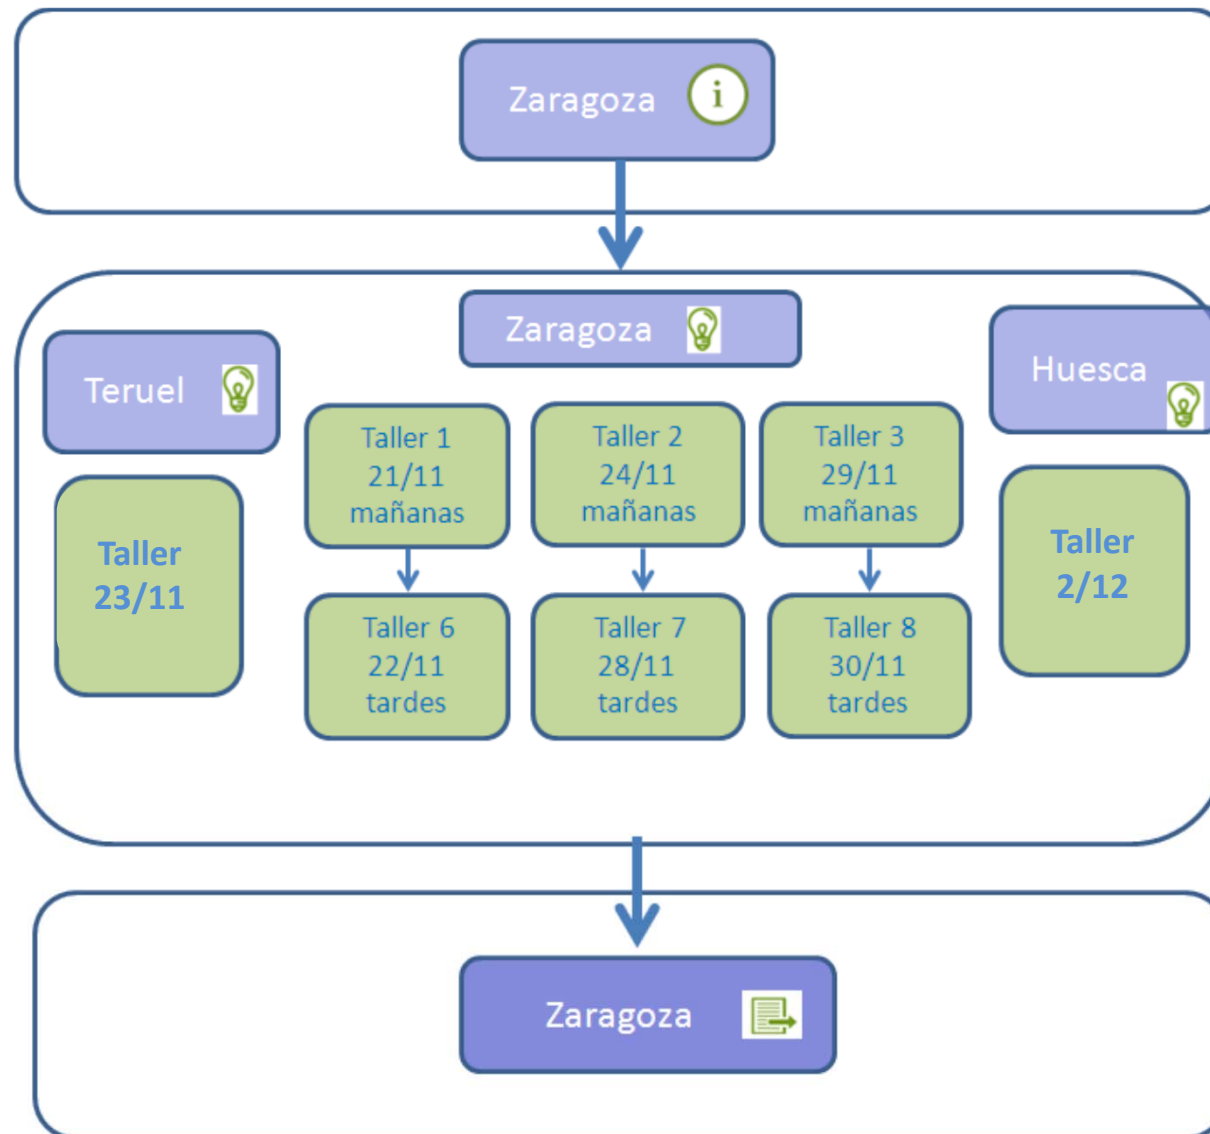 Zaragoza
i
Zaragoza
Teruel
Huesca
Taller 1
21/11
mañanas
Taller 2
24/11
mañanas
Taller 3
29/11
mañanas
Taller
23/11
Taller
2/12
Taller 6
22/11
tardes
Taller 7
28/11
tardes
Taller 8
30/11
tardes
Zaragoza